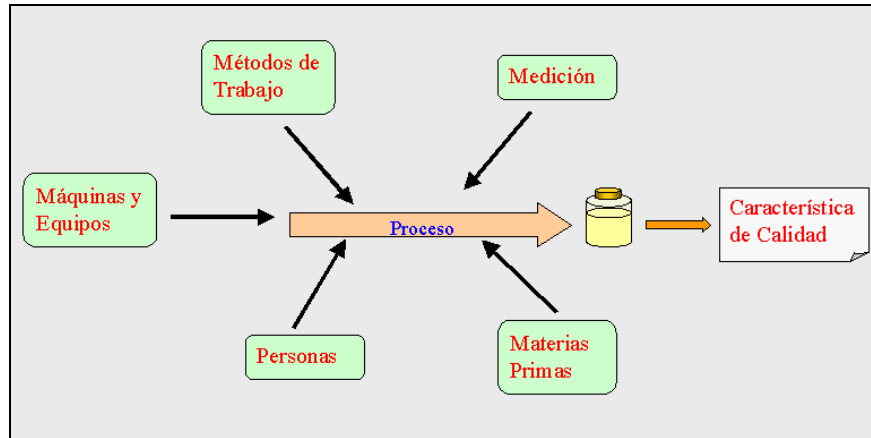 Métodos de
Trabajo
Medición
Máquinas y
Equipos
Proceso
Característica
de Calidad
Personas
Materias
Primas